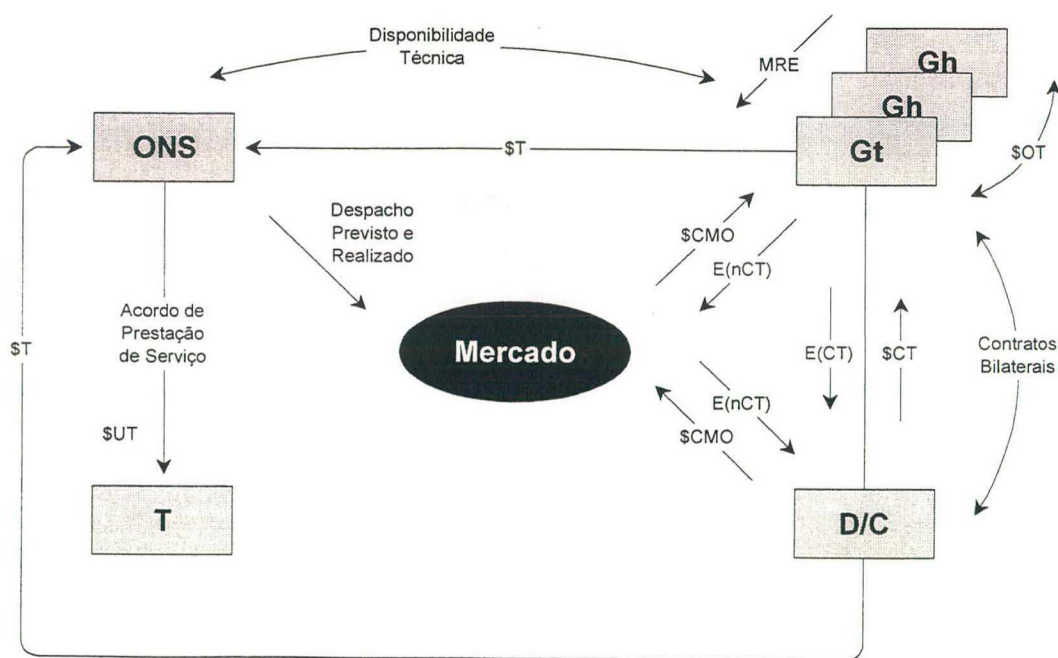 Disponibilidade
Técnica
MRE
Gh
Gh
Gt
ONS
$T
$OT
Despacho
Previsto e
Realizado
$CMO
E(nCT)
Acordo de
Prestação
de Serviço
$T
Mercado
E(CT)
$CT
Contratos
Bilaterais
E(nCT)
$CMO
$UT
T
D/C